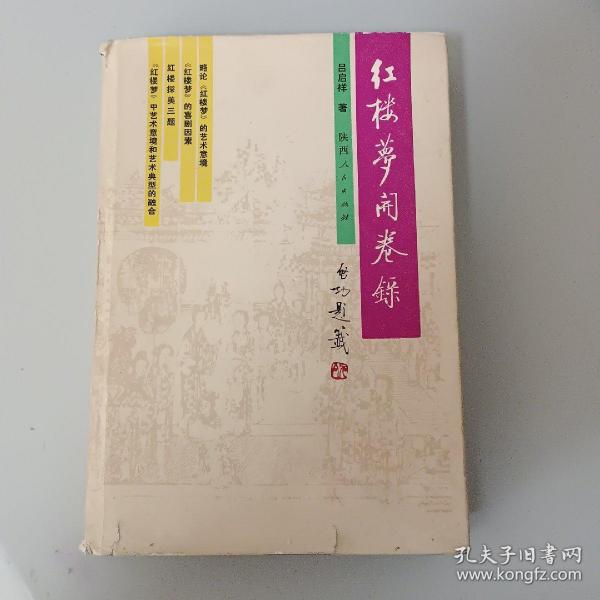 红楼夢开卷録
吕启祥 著 陕西人民出版社
启功题簽
略论《红楼梦》的艺术意境
《红楼梦》的喜剧因素
红楼探美三题
《红楼梦》中艺术意境和艺术典型的融合
孔夫子旧书网
www.kongfz.com